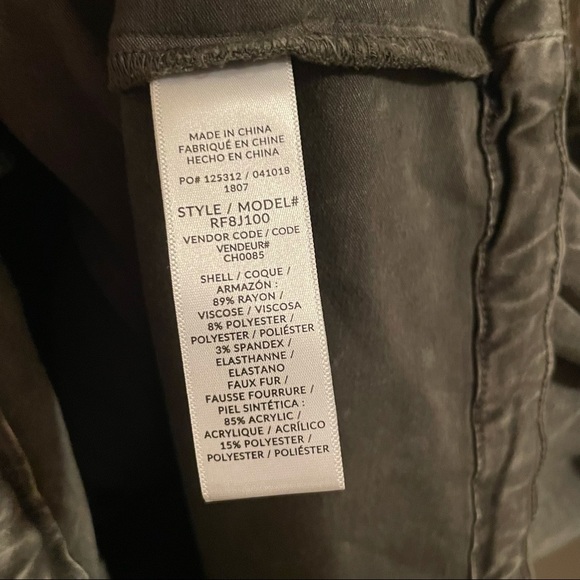 MADE IN CHINA
FABRIQUÉ EN CHINE
HECHO EN CHINA
PO# 125312 / 041018
1807
STYLE / MODEL#
RF8J100
VENDOR CODE / CODE
VENDEUR#
CH0085
SHELL / COQUE /
ARMAZÓN :
89% RAYON /
VISCOSE / VISCOSA
8% POLYESTER /
POLYESTER / POLIÉSTER
3% SPANDEX /
ELASTHANNE /
ELASTANO
FAUX FUR /
FAUSSE FOURRURE /
PIEL SINTÉTICA :
85% ACRYLIC /
ACRYLIQUE / ACRÍLICO
15% POLYESTER /
POLYESTER / POLIÉSTER